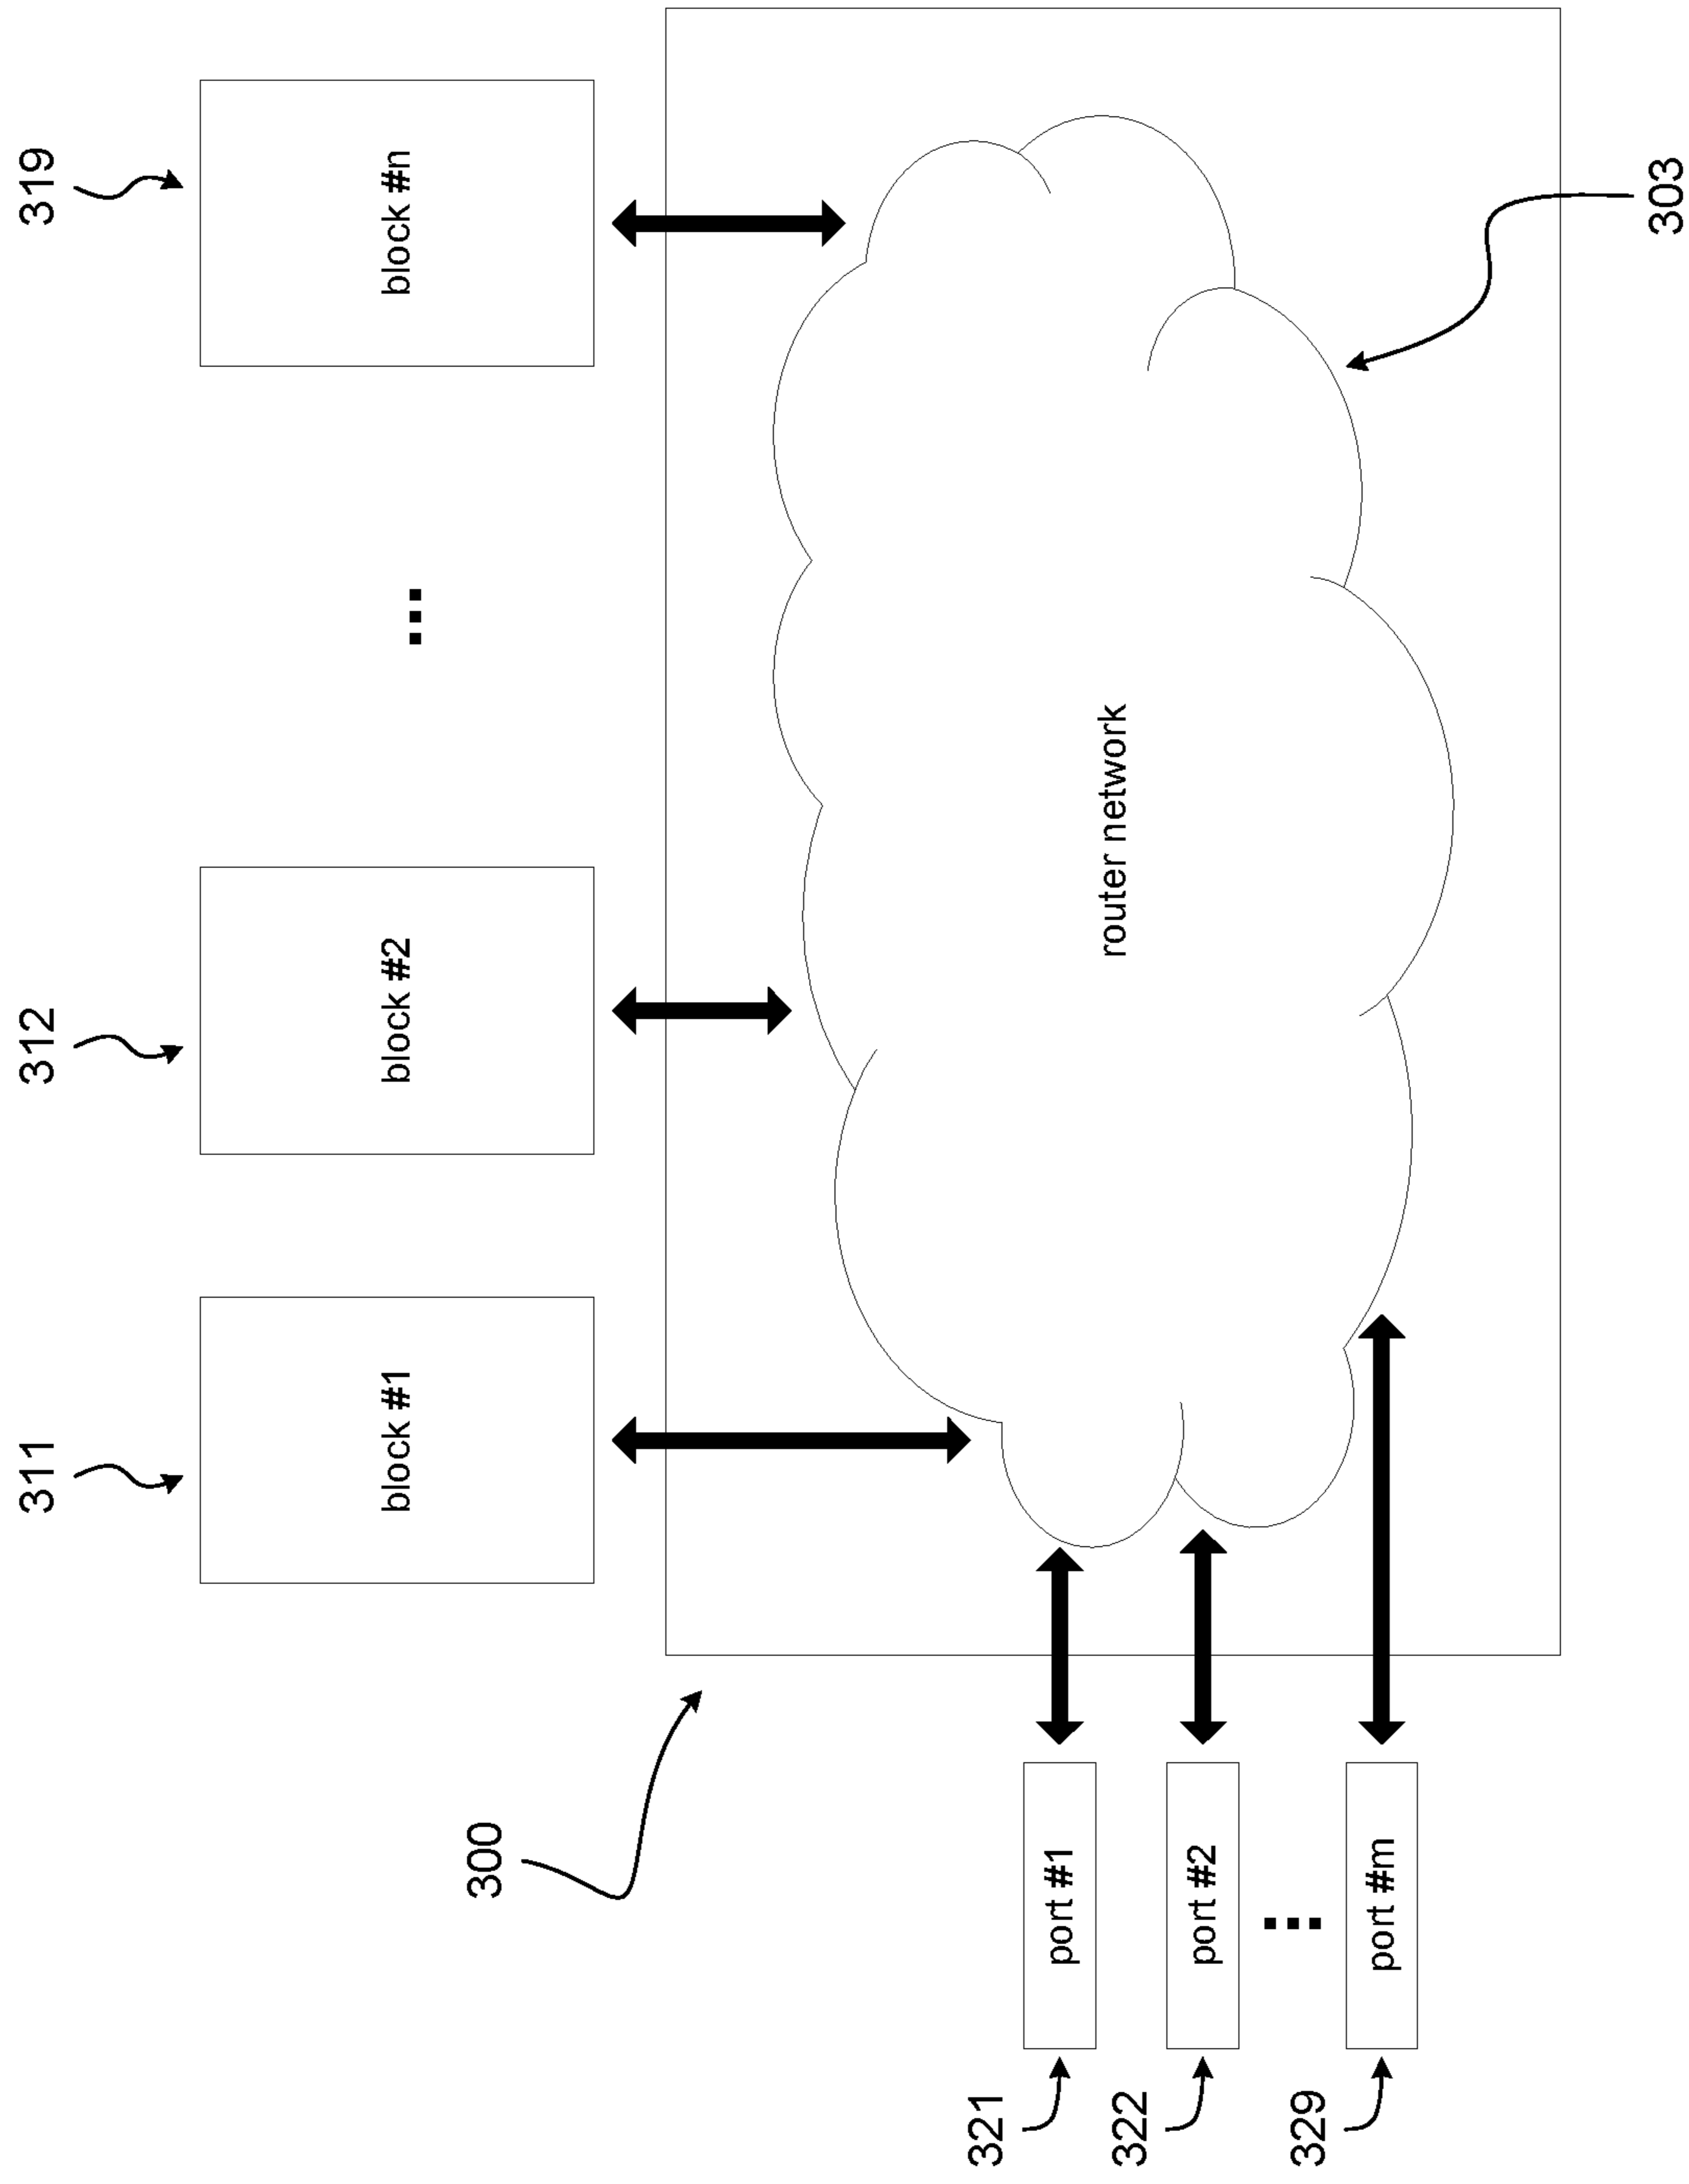 311
312
319
block #1
block #2
...
block #n
300
321
port #1
322
port #2
...
329
port #m
router network
303